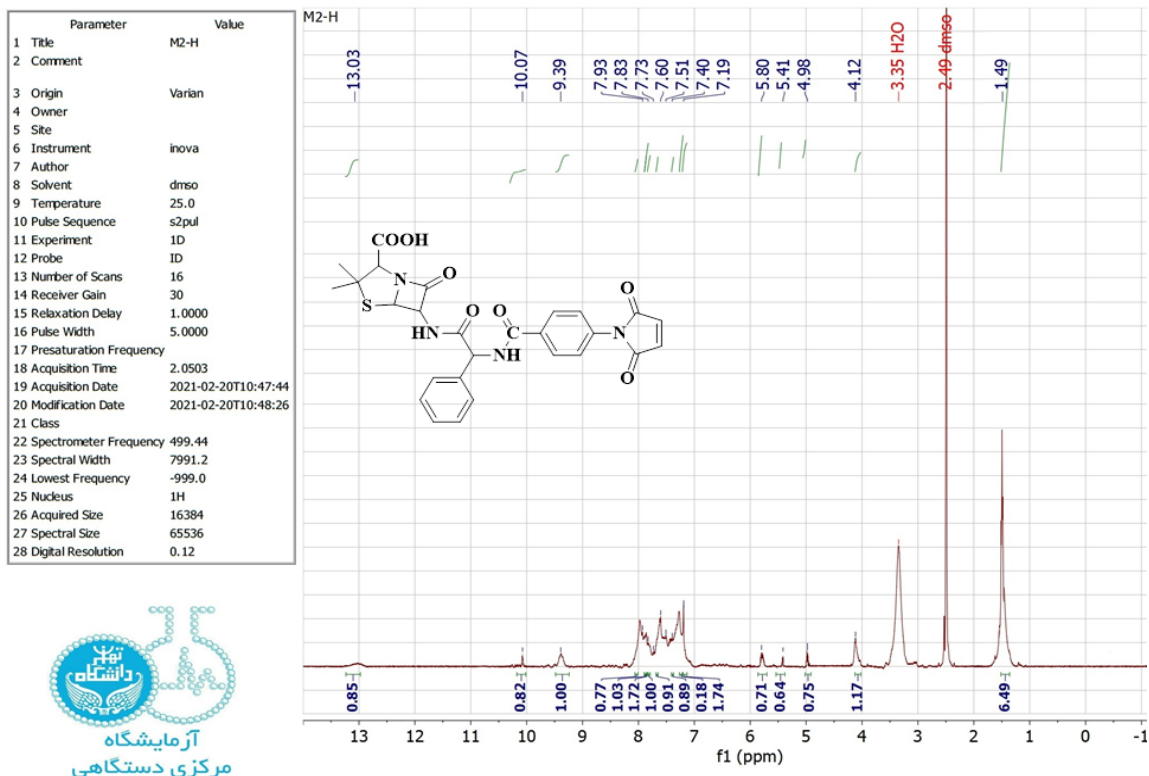 Parameter Value
1 Title M2-H
2 Comment
3 Origin Varian
4 Owner
5 Site
6 Instrument inova
7 Author
8 Solvent dmso
9 Temperature 25.0
10 Pulse Sequence s2pul
11 Experiment 1D
12 Probe ID
13 Number of Scans 16
14 Receiver Gain 30
15 Relaxation Delay 1.0000
16 Pulse Width 5.0000
17 Presaturation Frequency
18 Acquisition Time 2.0503
19 Acquisition Date 2021-02-20T10:47:44
20 Modification Date 2021-02-20T10:48:26
21 Class
22 Spectrometer Frequency 499.44
23 Spectral Width 7991.2
24 Lowest Frequency -999.0
25 Nucleus 1H
26 Acquired Size 16384
27 Spectral Size 65536
28 Digital Resolution 0.12
دانشگاه تهران
آزمایشگاه
مرکزی دستگاهی
M2-H
13.03 10.07 9.39 7.93 7.83 7.73 7.60 7.51 7.40 7.19 5.80 5.41 4.98 4.12 3.35 H2O 2.49 dmso 1.49
COOH
N O
S
HN O O C NH
O N O
0.85 0.82 1.00 0.77 1.03 1.72 1.00 0.91 0.89 0.18 1.74 0.71 0.64 0.75 1.17 6.49
13 12 11 10 9 8 7 6 5 4 3 2 1 0 -1
f1 (ppm)